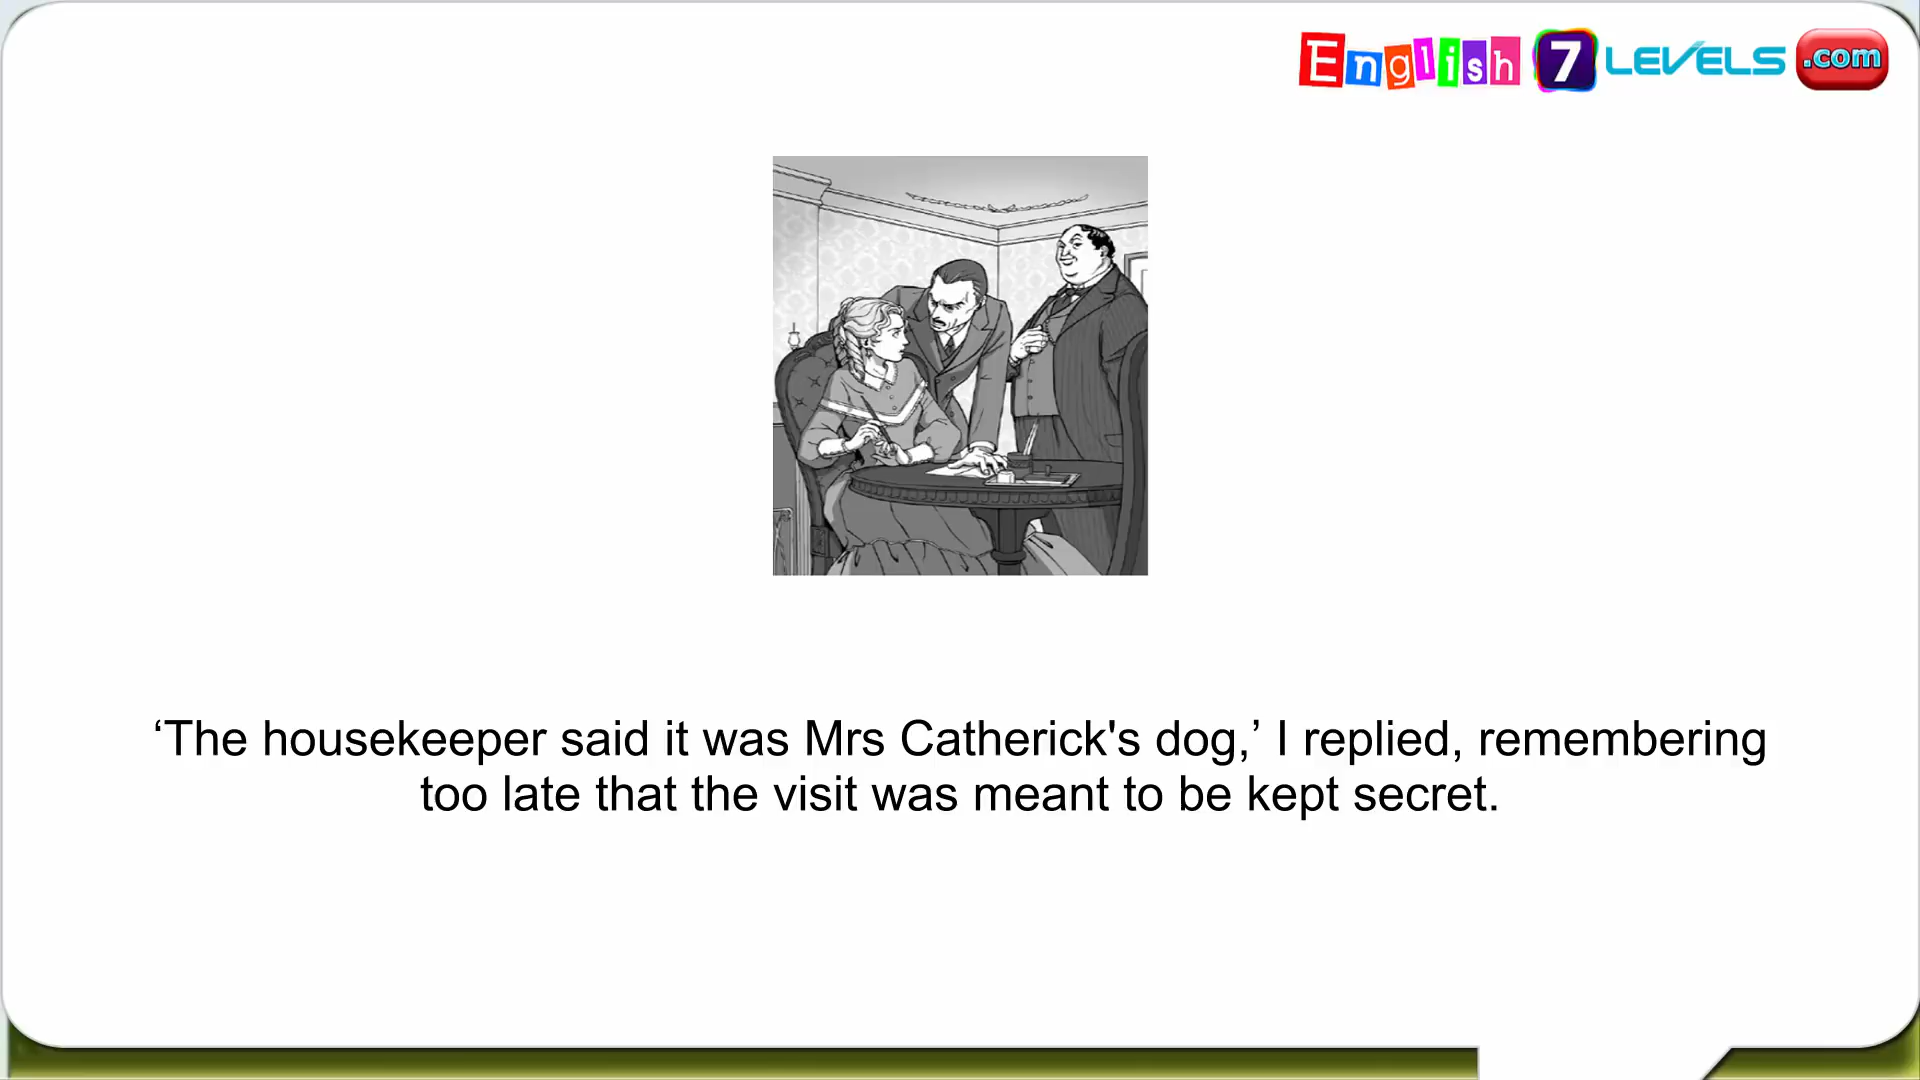 English 7 LEVELS .com
‘The housekeeper said it was Mrs Catherick's dog,’ I replied, remembering
too late that the visit was meant to be kept secret.